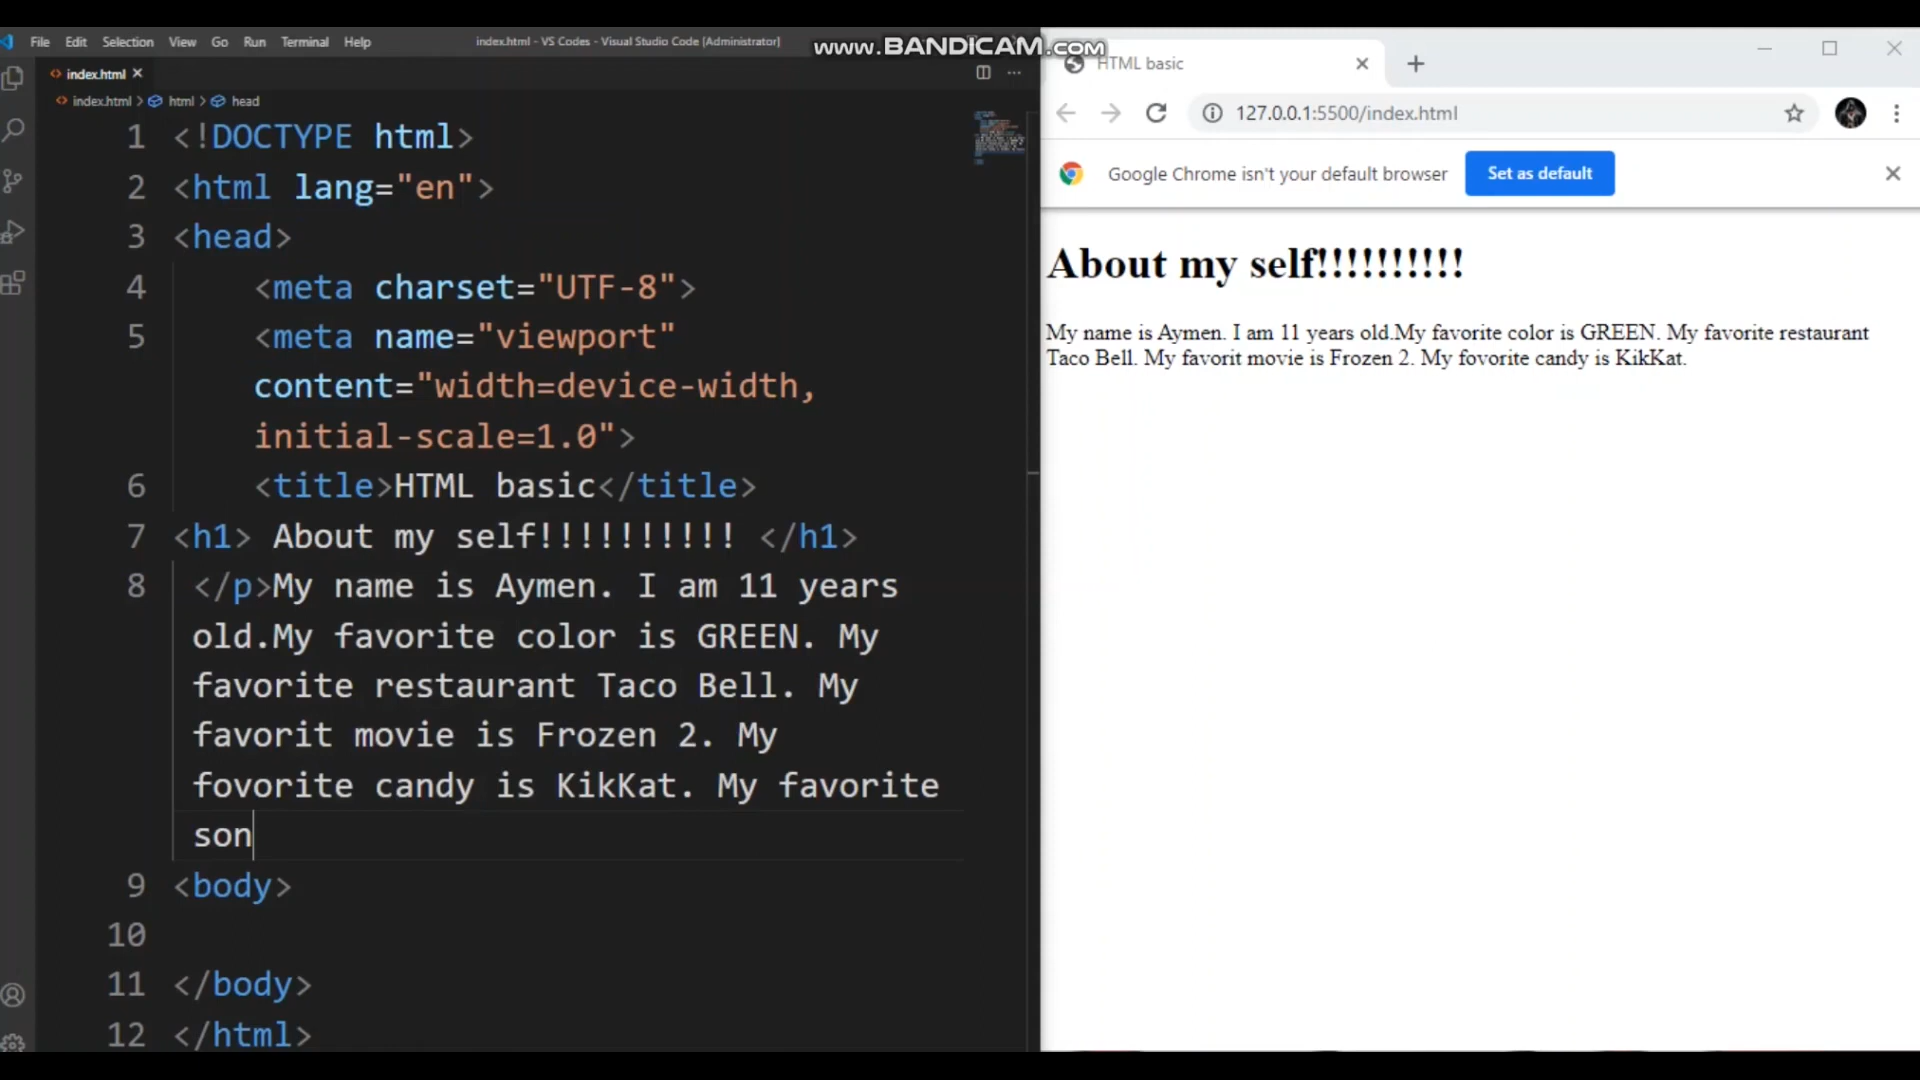 File Edit Selection View Go Run Terminal Help index.html - VS Codes - Visual Studio Code [Administrator]
www.BANDICAM.com
index.html
index.html > html > head
1 <!DOCTYPE html>
2 <html lang="en">
3 <head>
4 <meta charset="UTF-8">
5 <meta name="viewport"
content="width=device-width,
initial-scale=1.0">
6 <title>HTML basic</title>
7 <h1> About my self!!!!!!!!!! </h1>
8 </p>My name is Aymen. I am 11 years
old.My favorite color is GREEN. My
favorite restaurant Taco Bell. My
favorit movie is Frozen 2. My
fovorite candy is KikKat. My favorite
son
9 <body>
10
11 </body>
12 </html>
HTML basic
127.0.0.1:5500/index.html
Google Chrome isn't your default browser Set as default
About my self!!!!!!!!!!
My name is Aymen. I am 11 years old.My favorite color is GREEN. My favorite restaurant
Taco Bell. My favorit movie is Frozen 2. My fovorite candy is KikKat.